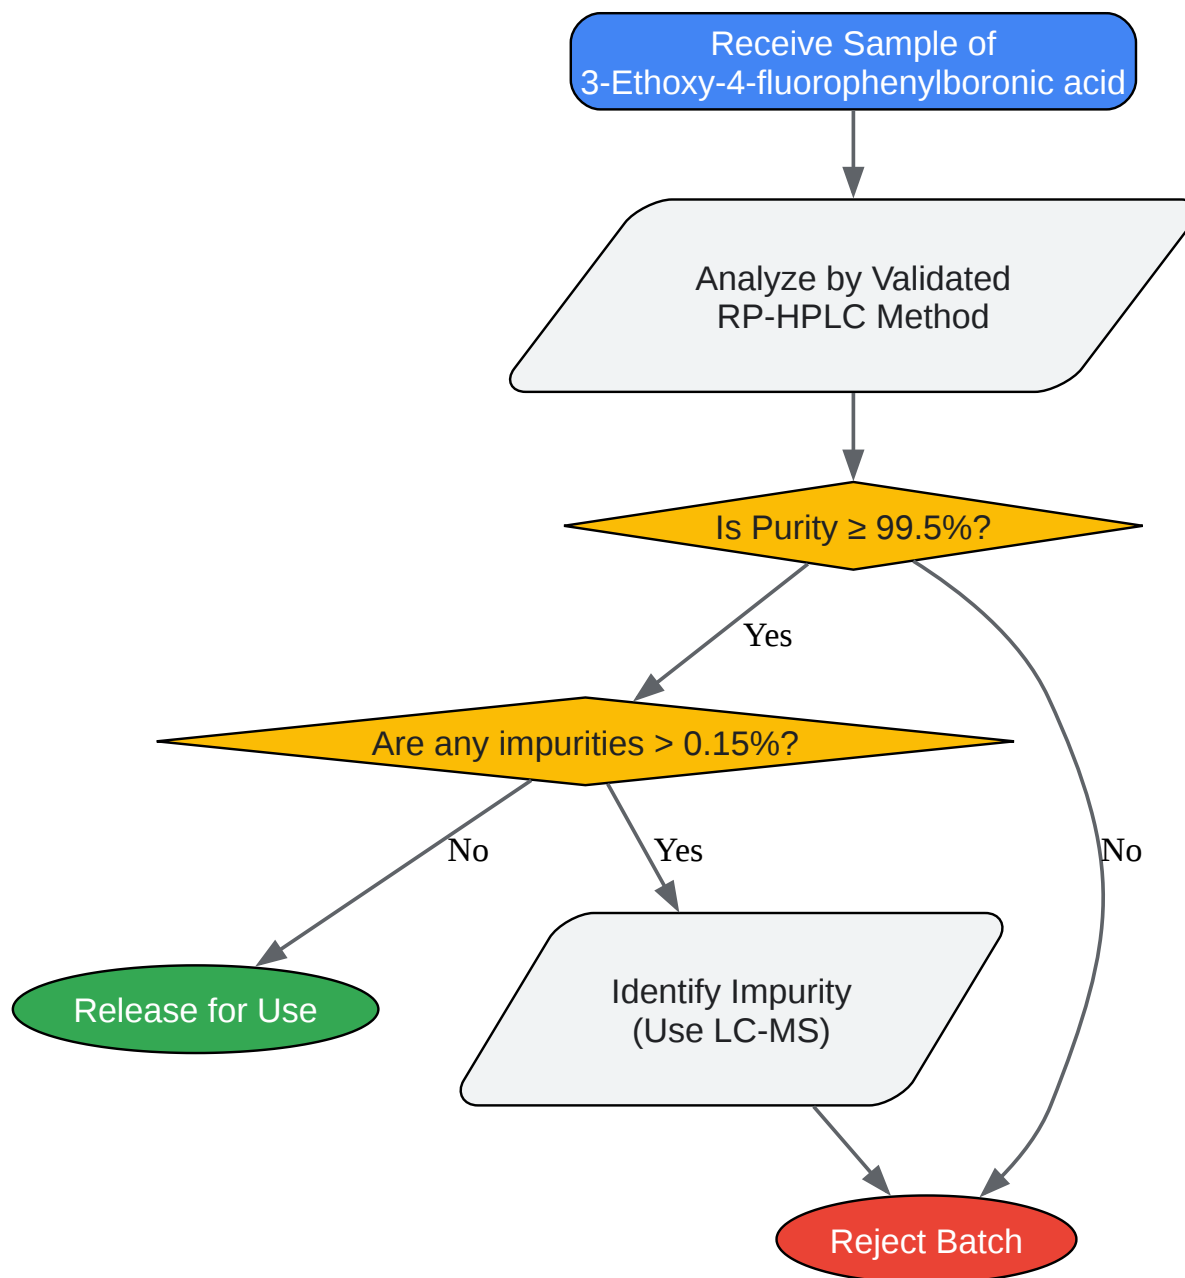 Receive Sample of
3-Ethoxy-4-fluorophenylboronic acid
Analyze by Validated
RP-HPLC Method
Is Purity ≥ 99.5%?
Yes
Are any impurities > 0.15%?
No
Yes
No
Release for Use
Identify Impurity
(Use LC-MS)
Reject Batch